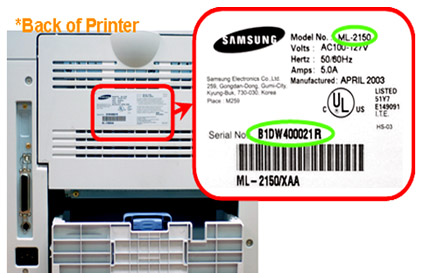 *Back of Printer
SAMSUNG
Model No. : ML-2150
Volts : AC100-127V
Hertz : 50/60Hz
Amps : 5.0A
Manufactured : APRIL 2003
Samsung Electronics Co., Ltd.
259, Gongdan-Dong, Gumi-City
Kyung-Buk, 730-030, Korea
Place : M259
C UL US
LISTED
51Y7
E149091
I.T.E.
HS-03
Serial No B1DW400021R
ML-2150/XAA